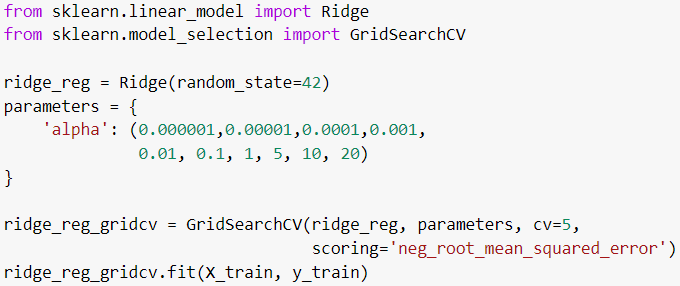 from sklearn.linear_model import Ridge
from sklearn.model_selection import GridSearchCV

ridge_reg = Ridge(random_state=42)
parameters = {
    'alpha': (0.000001,0.00001,0.0001,0.001,
              0.01, 0.1, 1, 5, 10, 20)
}

ridge_reg_gridcv = GridSearchCV(ridge_reg, parameters, cv=5,
                                scoring='neg_root_mean_squared_error')
ridge_reg_gridcv.fit(X_train, y_train)